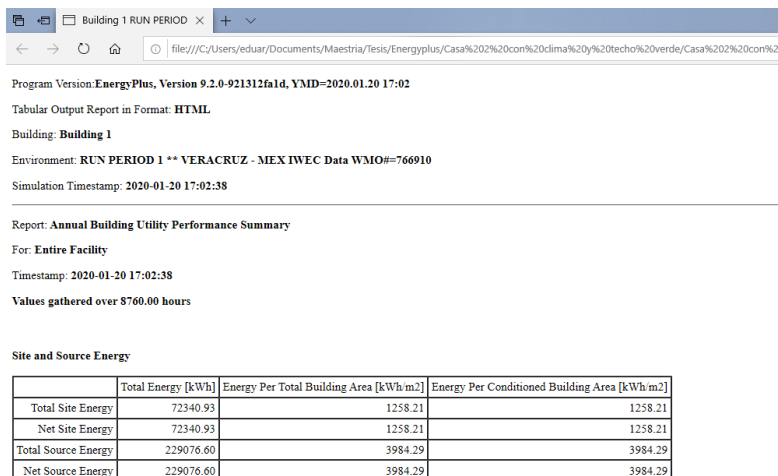 Building 1 RUN PERIOD
file:///C:/Users/eduar/Documents/Maestria/Tesis/Energyplus/Casa%202%20con%20clima%20y%20techo%20verde/Casa%202%20con%2
Program Version:EnergyPlus, Version 9.2.0-921312fa1d, YMD=2020.01.20 17:02
Tabular Output Report in Format: HTML
Building: Building 1
Environment: RUN PERIOD 1 ** VERACRUZ - MEX IWEC Data WMO#=766910
Simulation Timestamp: 2020-01-20 17:02:38
Report: Annual Building Utility Performance Summary
For: Entire Facility
Timestamp: 2020-01-20 17:02:38
Values gathered over 8760.00 hours
Site and Source Energy
Total Energy [kWh] Energy Per Total Building Area [kWh/m2] Energy Per Conditioned Building Area [kWh/m2]
Total Site Energy 72340.93 1258.21 1258.21
Net Site Energy 72340.93 1258.21 1258.21
Total Source Energy 229076.60 3984.29 3984.29
Net Source Energy 229076.60 3984.29 3984.29